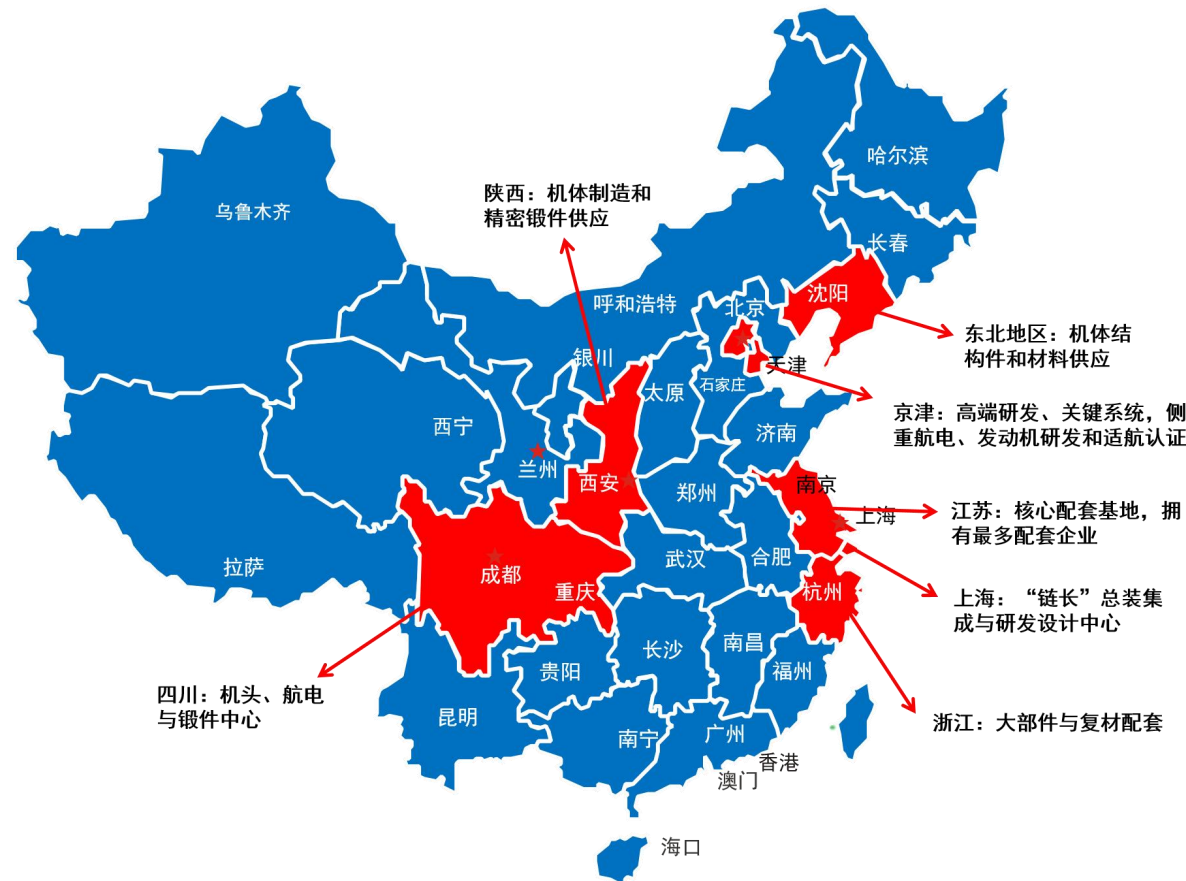 哈尔滨
陕西：机体制造和
精密锻件供应
乌鲁木齐
长春
沈阳
呼和浩特
北京
东北地区：机体结
构件和材料供应
银川
天津
太原
石家庄
京津：高端研发、关键系统，侧
重航电、发动机研发和适航认证
西宁
济南
兰州
西安
郑州
南京
上海
江苏：核心配套基地，拥
有最多配套企业
拉萨
武汉
合肥
成都
重庆
杭州
上海：“链长”总装集
成与研发设计中心
长沙
南昌
贵阳
福州
四川：机头、航电
与锻件中心
昆明
浙江：大部件与复材配套
南宁
广州
香港
澳门
海口